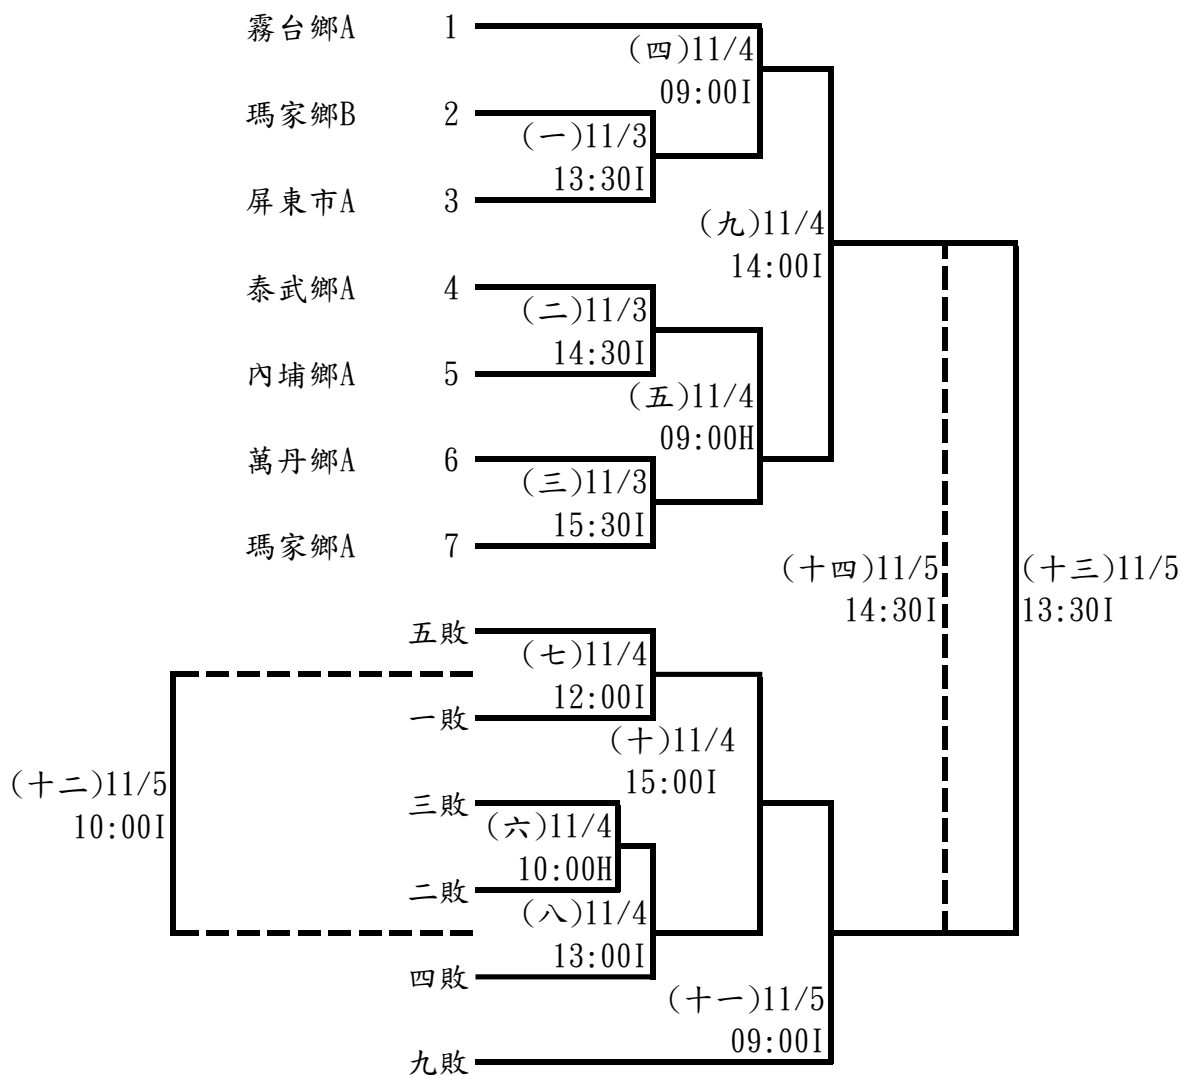 霧台鄉A 1
(四)11/4
09:00I
瑪家鄉B 2
(一)11/3
13:30I
屏東市A 3
(九)11/4
14:00I
泰武鄉A 4
(二)11/3
14:30I
內埔鄉A 5
(五)11/4
09:00H
萬丹鄉A 6
(三)11/3
15:30I
瑪家鄉A 7
(十四)11/5
14:30I
(十三)11/5
13:30I
五敗
(七)11/4
12:00I
一敗
(十)11/4
15:00I
(十二)11/5
10:00I
三敗
(六)11/4
10:00H
二敗
(八)11/4
13:00I
四敗
(十一)11/5
09:00I
九敗